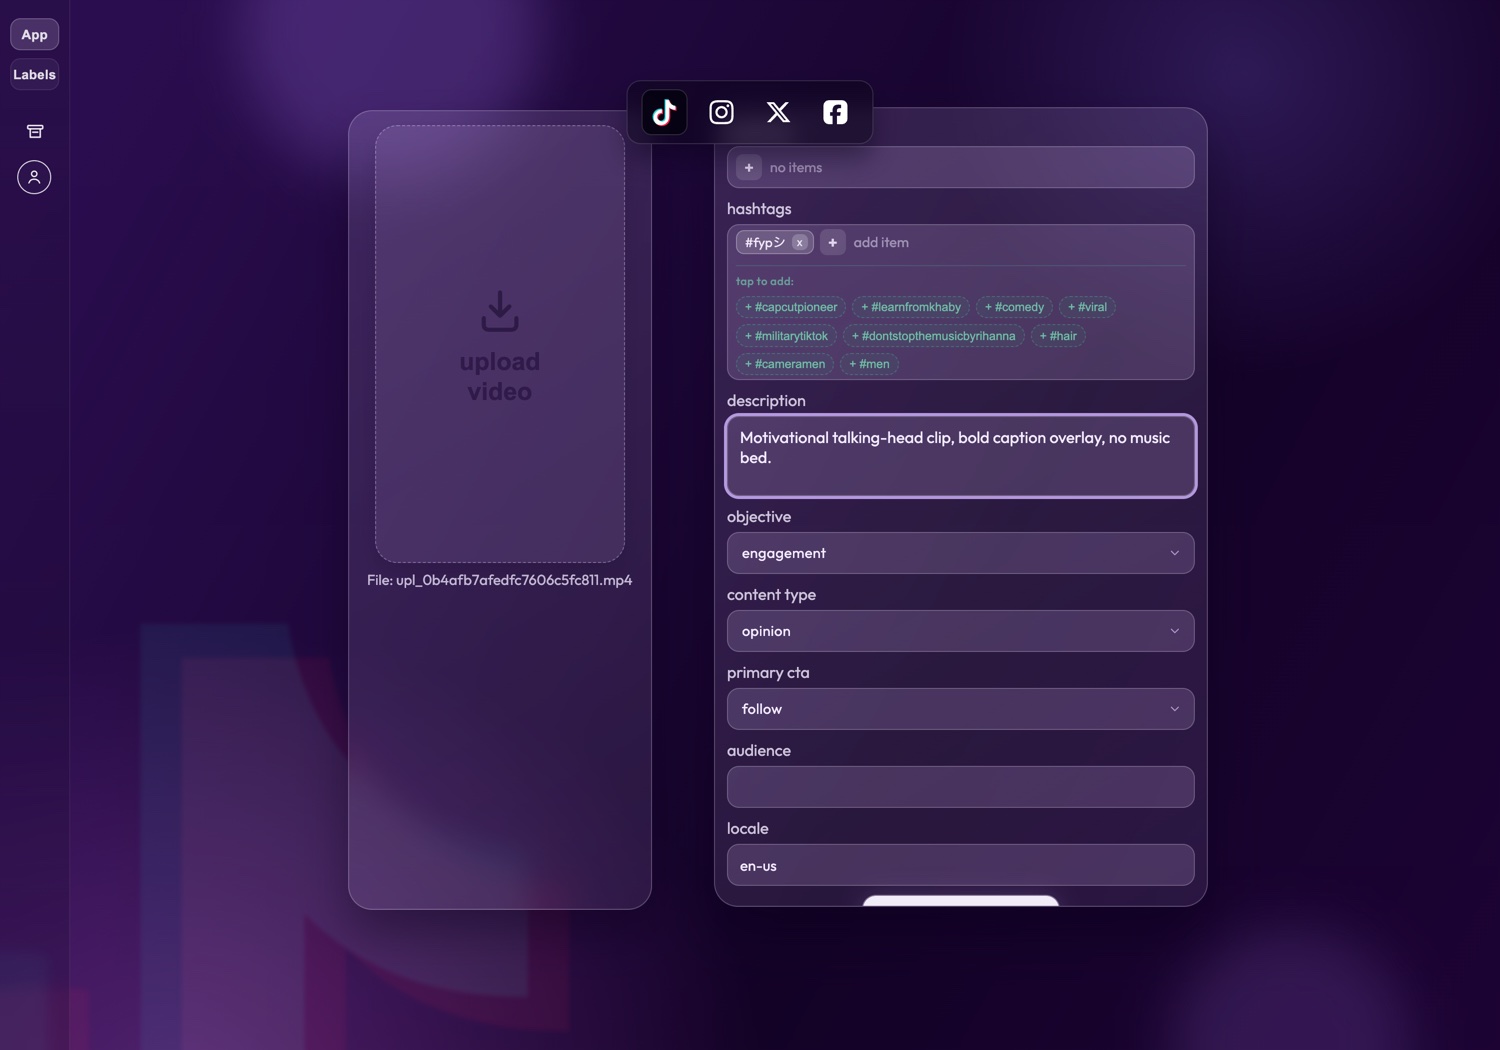 App
Labels
upload
video
File: upl_0b4afb7afedfc7606c5fc811.mp4
+ no items
hashtags
#fypシ x + add item
tap to add:
+ #capcutpioneer + #learnfromkhaby + #comedy + #viral
+ #militarytiktok + #dontstopthemusicbyrihanna + #hair
+ #cameramen + #men
description
Motivational talking-head clip, bold caption overlay, no music
bed.
objective
engagement
content type
opinion
primary cta
follow
audience
locale
en-us